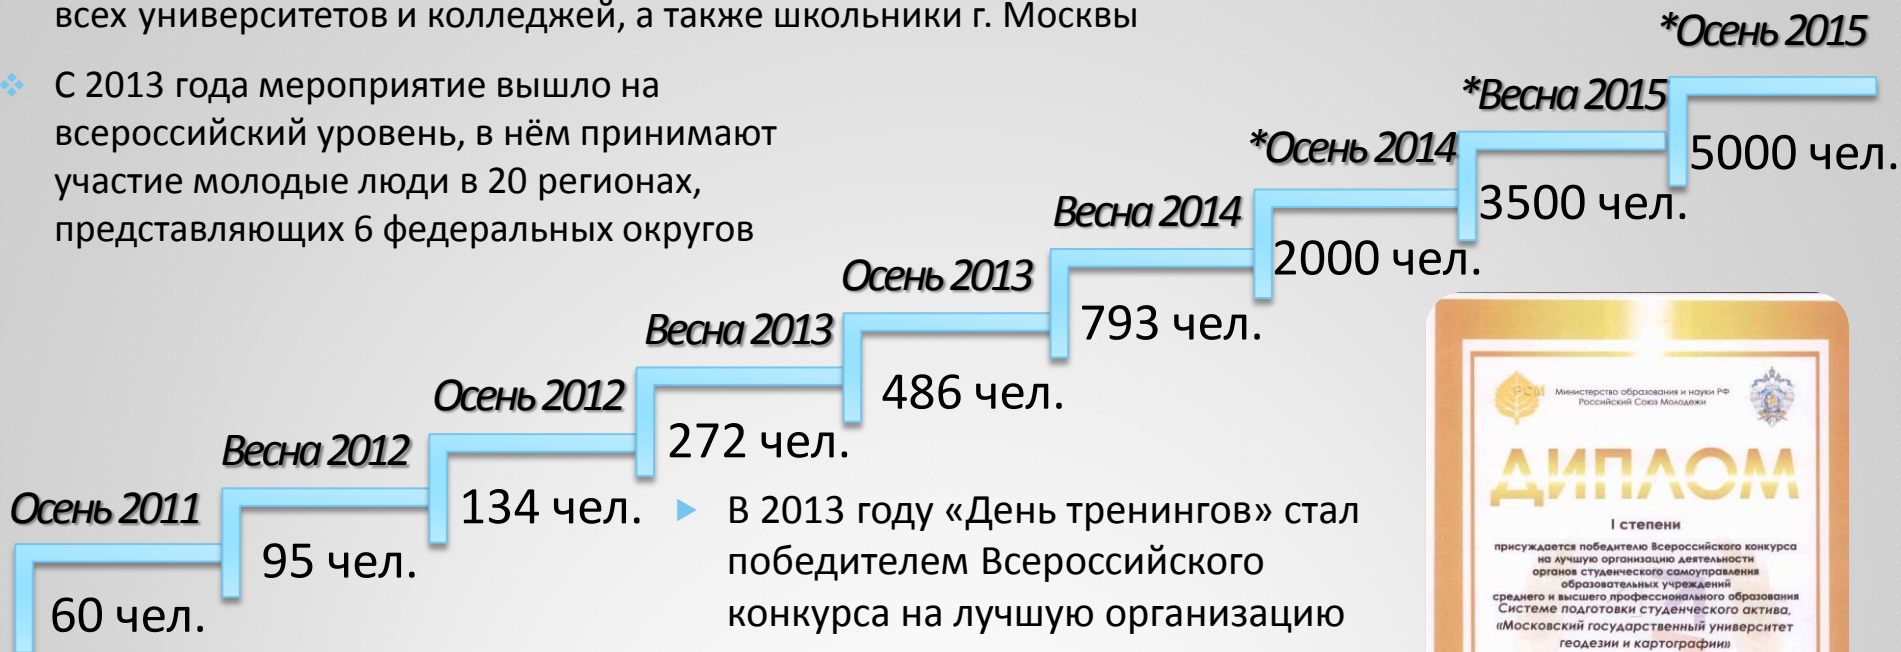 всех университетов и колледжей, а также школьники г. Москвы
С 2013 года мероприятие вышло на
всероссийский уровень, в нём принимают
участие молодые люди в 20 регионах,
представляющих 6 федеральных округов
*Осень 2015
5000 чел.
*Весна 2015
3500 чел.
*Осень 2014
2000 чел.
Весна 2014
793 чел.
Осень 2013
486 чел.
Весна 2013
272 чел.
Осень 2012
134 чел.
Весна 2012
95 чел.
Осень 2011
60 чел.
В 2013 году «День тренингов» стал
победителем Всероссийского
конкурса на лучшую организацию
РСМ
Министерство образования и науки РФ
Российский Союз Молодежи
ДИПЛОМ
I степени
присуждается победителю Всероссийского конкурса
на лучшую организацию деятельности
органов студенческого самоуправления
образовательных учреждений
среднего и высшего профессионального образования
Системе подготовки студенческого актива,
«Московский государственный университет
геодезии и картографии»